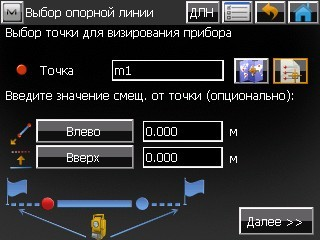 M Выбор опорной линии ДЛН
Выбор точки для визирования прибора
Точка m1
Введите значение смещ. от точки (опционально):
Влево 0.000 м
Вверх 0.000 м
Далее >>